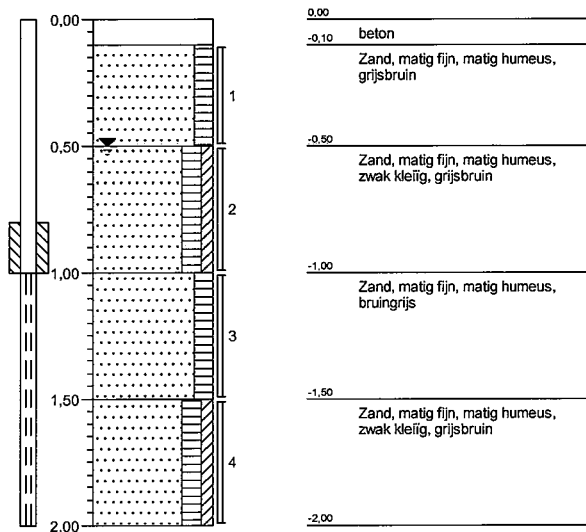 0,00
0,50
1,00
1,50
2,00
1
2
3
4
0,00
beton
-0,10
Zand, matig fijn, matig humeus,
grijsbruin
-0,50
Zand, matig fijn, matig humeus,
zwak kleiïg, grijsbruin
-1,00
Zand, matig fijn, matig humeus,
bruingrijs
-1,50
Zand, matig fijn, matig humeus,
zwak kleiïg, grijsbruin
-2,00